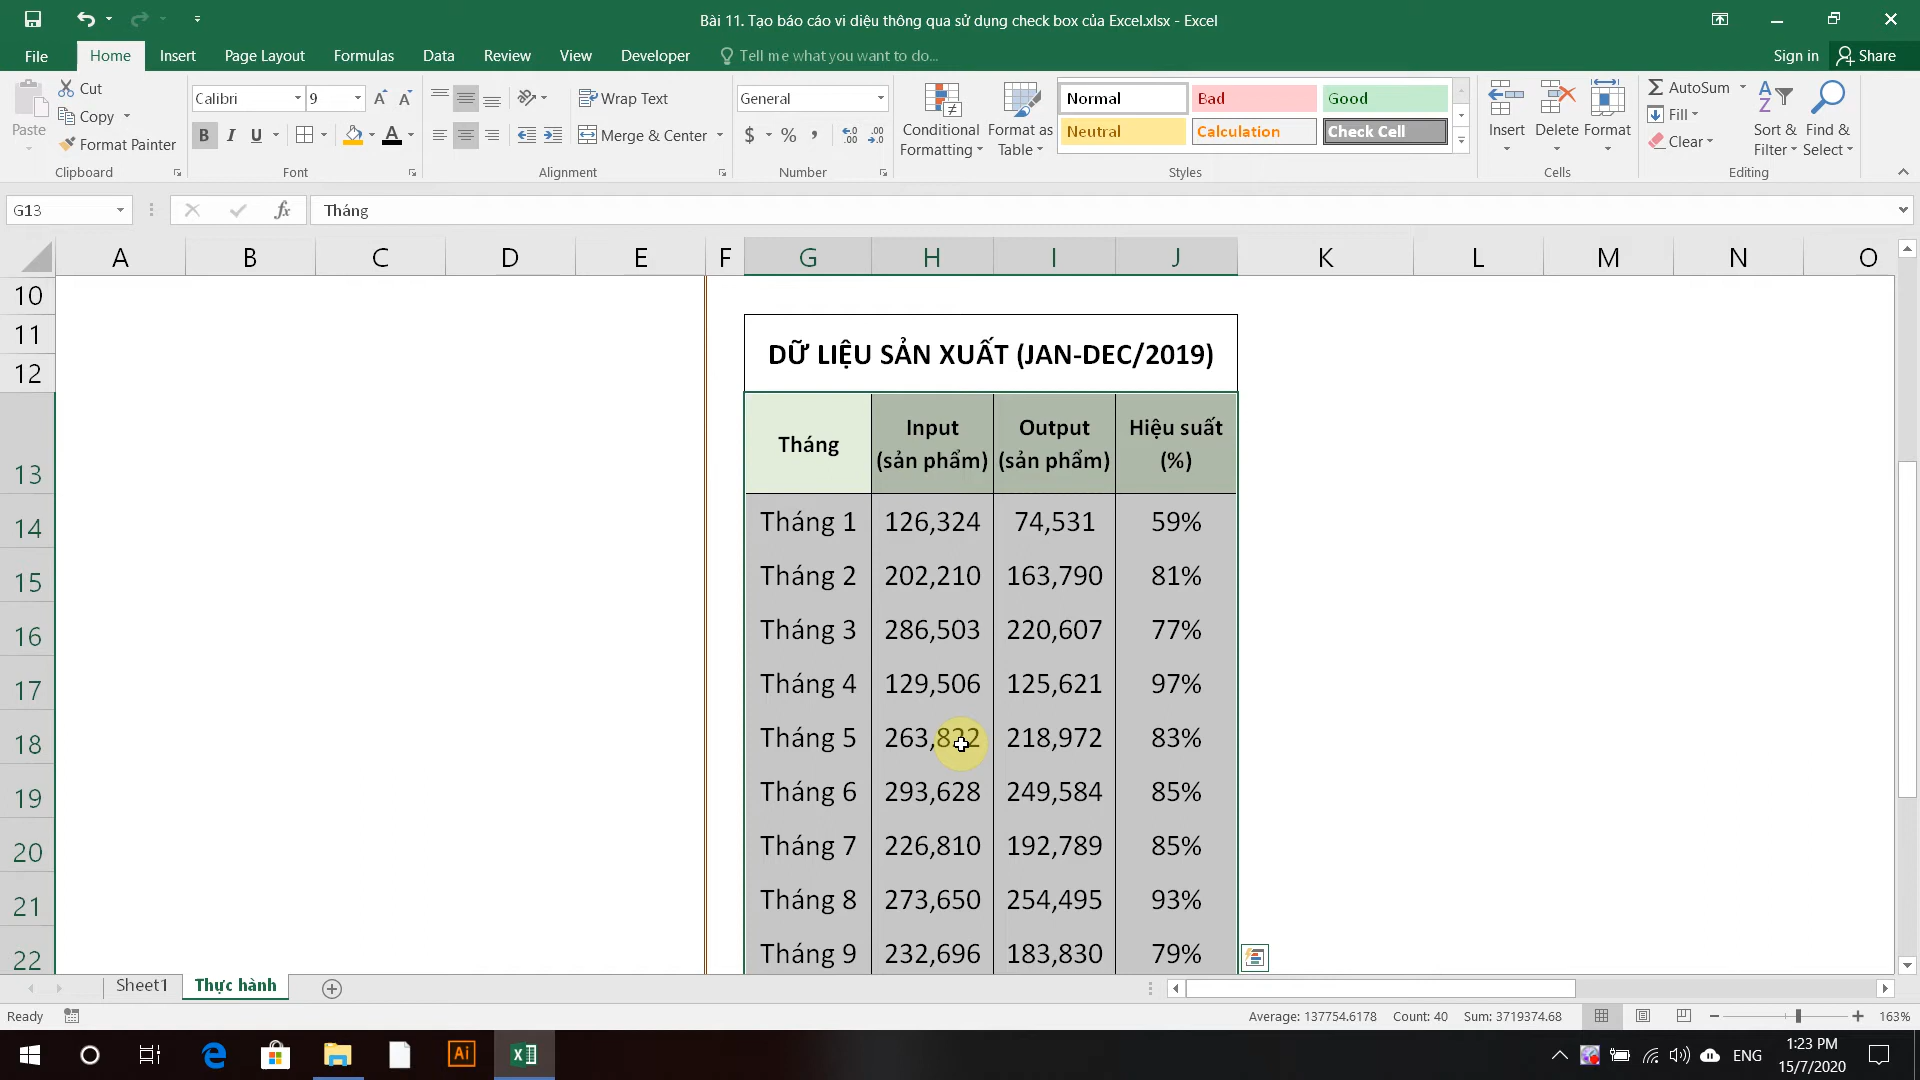 Bài 11. Tạo báo cáo vi diệu thông qua sử dụng check box của Excel.xlsx - Excel
File Home Insert Page Layout Formulas Data Review View Developer Tell me what you want to do... Sign in Share
Paste
Cut
Copy
Format Painter
Clipboard
Calibri 9
B I U
Font
Wrap Text
Merge & Center
Alignment
General
$ % ,
Number
Conditional Formatting
Format as Table
Normal Bad Good
Neutral Calculation Check Cell
Styles
Insert Delete Format
Cells
AutoSum
Fill
Clear
Sort & Filter
Find & Select
Editing
G13 fx Tháng
A B C D E F G H I J K L M N O
10
11
DỮ LIỆU SẢN XUẤT (JAN-DEC/2019)
12
13 Tháng Input (sản phẩm) Output (sản phẩm) Hiệu suất (%)
14 Tháng 1 126,324 74,531 59%
15 Tháng 2 202,210 163,790 81%
16 Tháng 3 286,503 220,607 77%
17 Tháng 4 129,506 125,621 97%
18 Tháng 5 263,822 218,972 83%
19 Tháng 6 293,628 249,584 85%
20 Tháng 7 226,810 192,789 85%
21 Tháng 8 273,650 254,495 93%
22 Tháng 9 232,696 183,830 79%
Sheet1 Thực hành
Ready Average: 137754.6178 Count: 40 Sum: 3719374.68 163%
Ai ENG 1:23 PM
15/7/2020